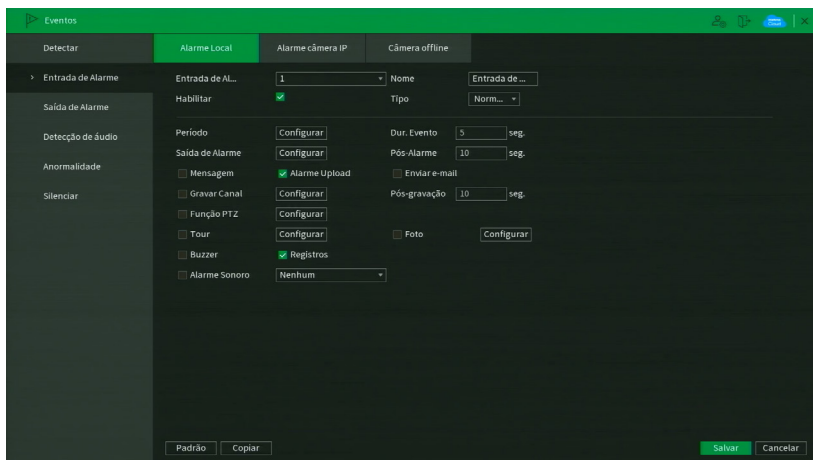 Eventos
Detectar
Entrada de Alarme
Saída de Alarme
Detecção de áudio
Anormalidade
Silenciar
Alarme Local Alarme câmera IP Câmera offline
Entrada de Al... 1 Nome Entrada de ...
Habilitar Tipo Norm...
Período Configurar Dur. Evento 5 seg.
Saída de Alarme Configurar Pós-Alarme 10 seg.
Mensagem Alarme Upload Enviar e-mail
Gravar Canal Configurar Pós-gravação 10 seg.
Função PTZ Configurar
Tour Configurar Foto Configurar
Buzzer Registros
Alarme Sonoro Nenhum
Padrão Copiar Salvar Cancelar